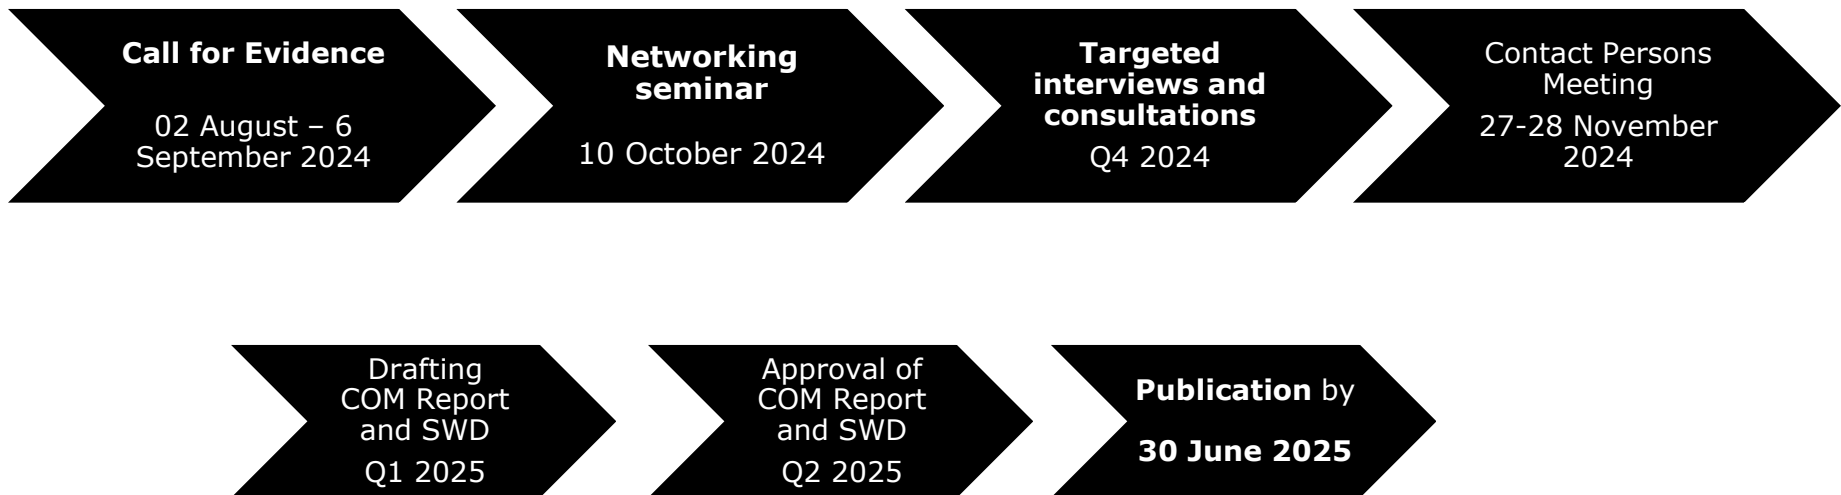 Call for Evidence
02 August – 6
September 2024
Networking
seminar
10 October 2024
Targeted
interviews and
consultations
Q4 2024
Contact Persons
Meeting
27-28 November
2024
Drafting
COM Report
and SWD
Q1 2025
Approval of
COM Report
and SWD
Q2 2025
Publication by
30 June 2025